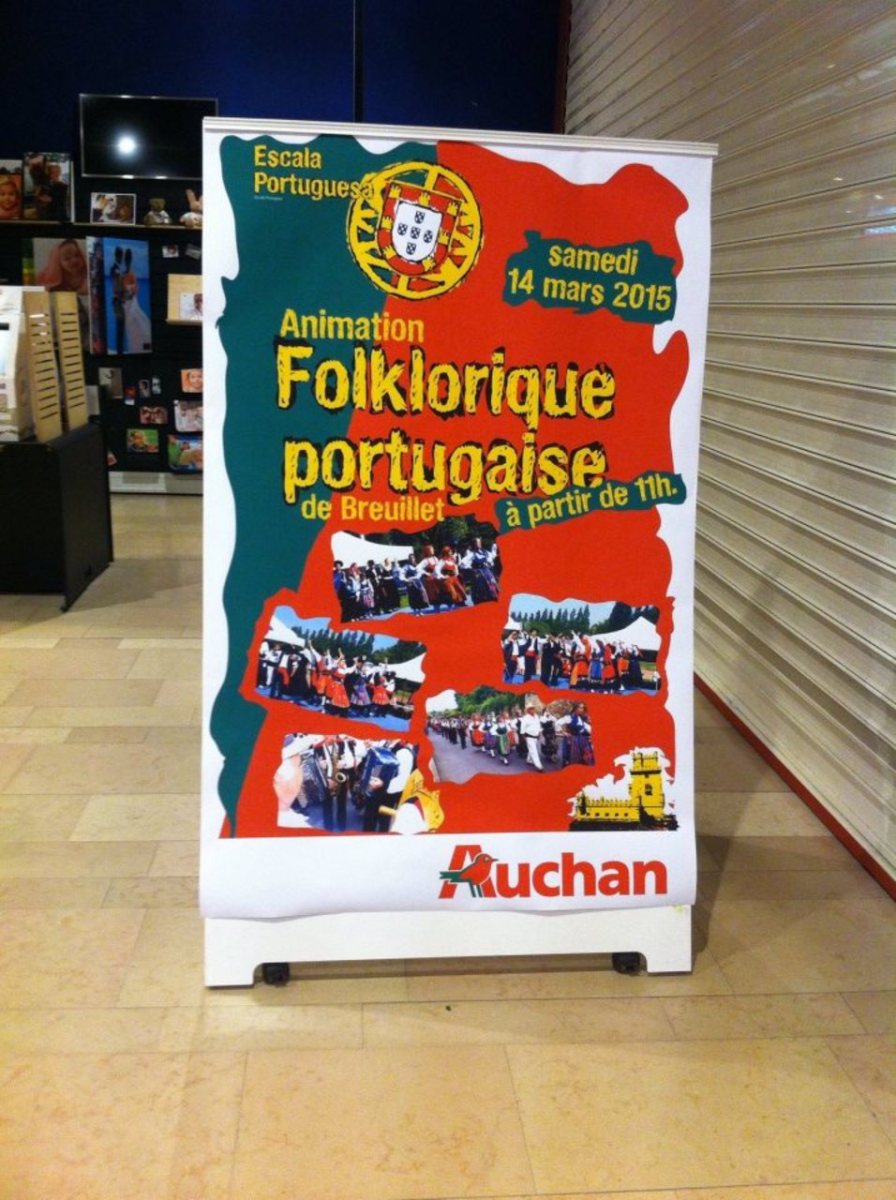 Escala
Portuguesa
samedi
14 mars 2015
Animation
Folklorique
portugaise
de Breuillet
à partir de 11h.
Auchan